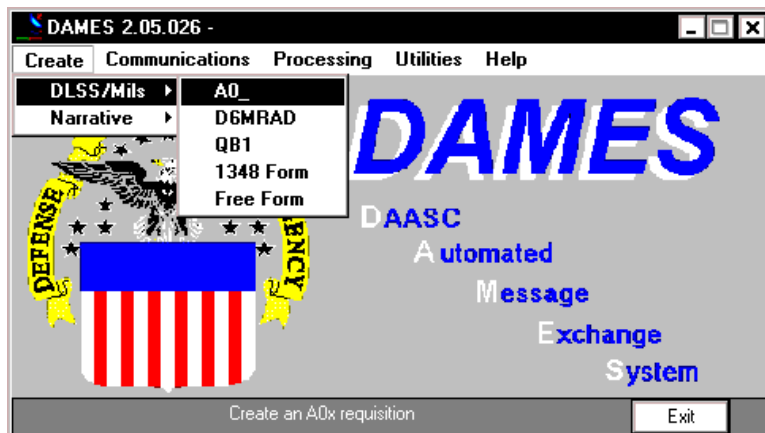 DAMES 2.05.026 -
Create Communications Processing Utilities Help
DLSS/Mils
Narrative
A0_
D6MRAD
QB1
1348 Form
Free Form
DAMES
DAASC
Automated
Message
Exchange
System
DEFENSE
ENCY
Create an A0x requisition
Exit